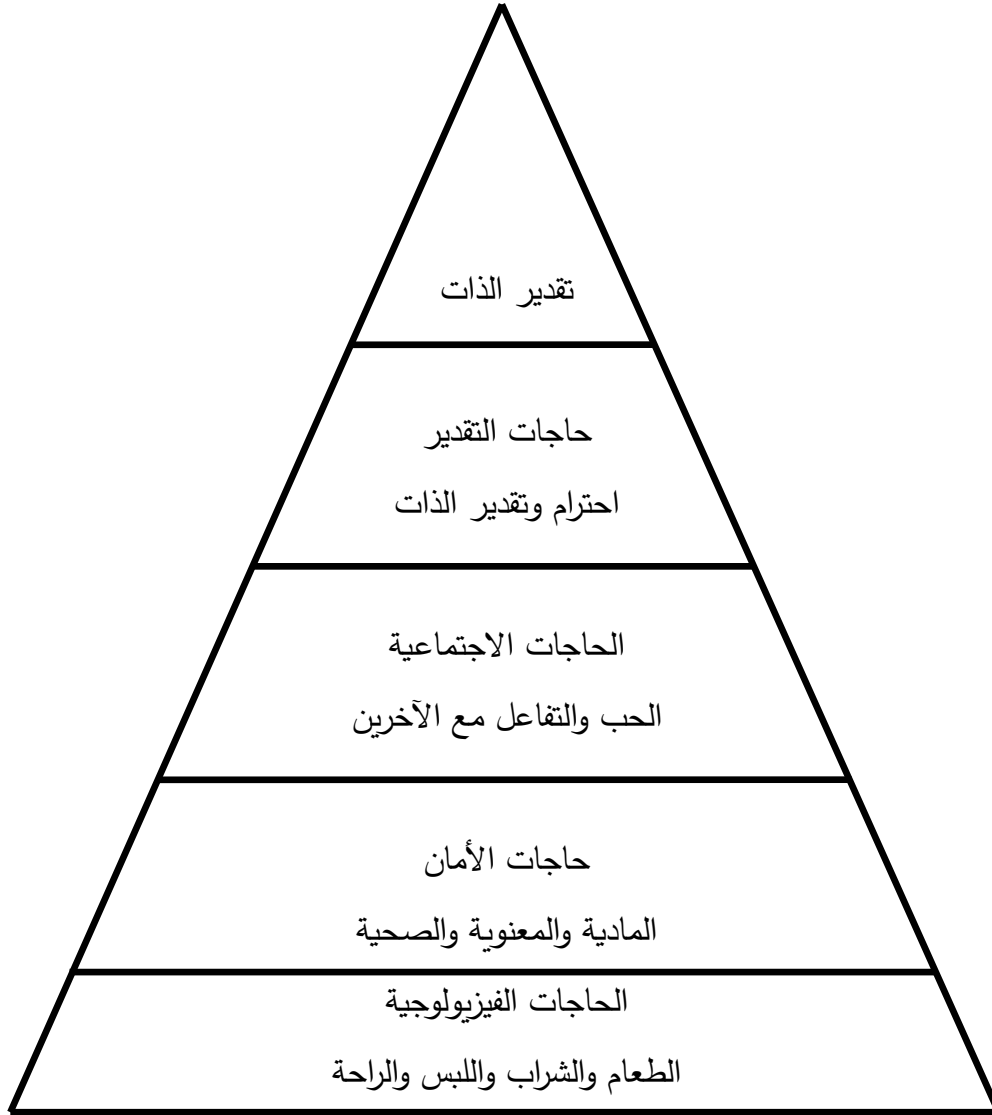 تقدير الذات
حاجات التقدير
احترام وتقدير الذات
الحاجات الاجتماعية
الحب والتفاعل مع الآخرين
حاجات الأمان
المادية والمعنوية والصحية
الحاجات الفيزيولوجية
الطعام والشراب واللبس والراحة